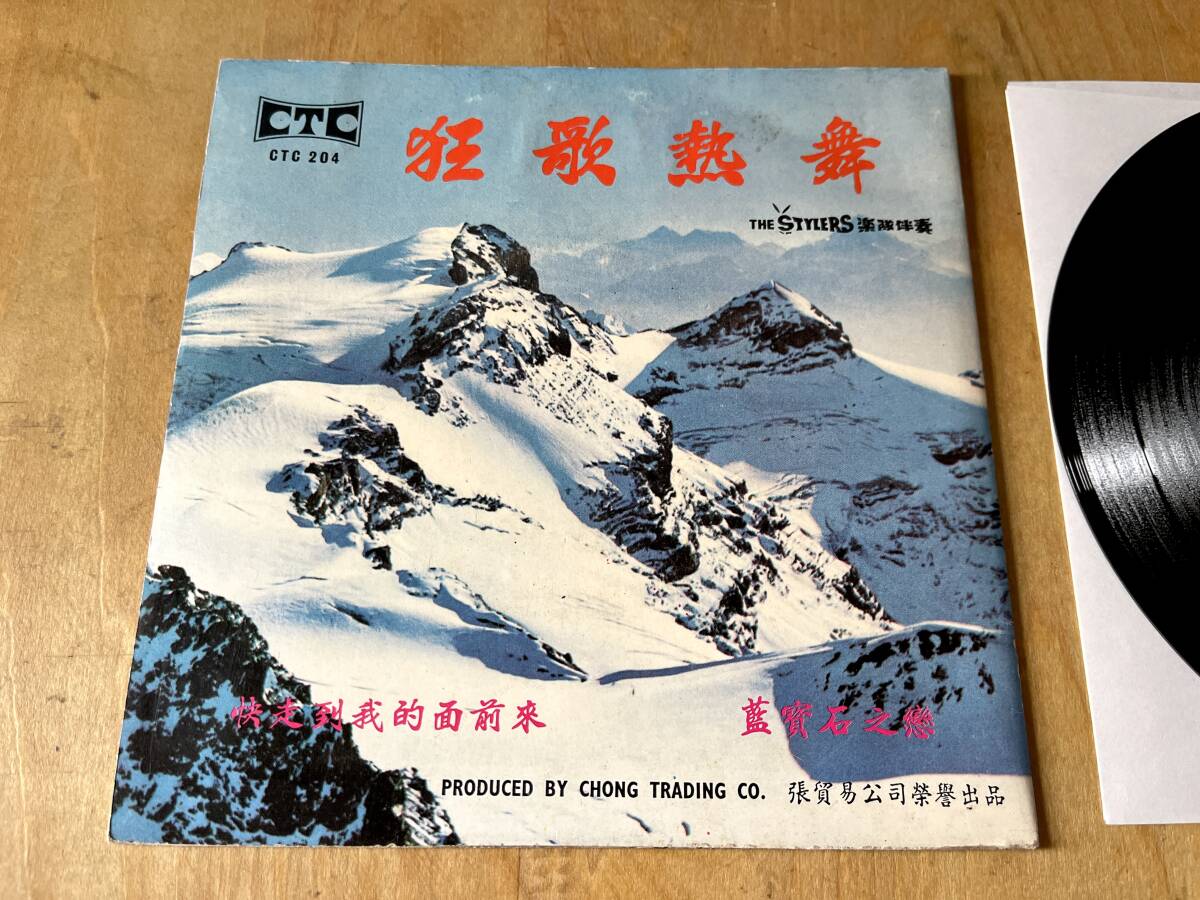 CTC
CTC 204
狂歌熱舞
THE STYLERS 楽隊伴奏
快走到我的面前來
藍寶石之戀
PRODUCED BY CHONG TRADING CO. 張貿易公司榮譽出品